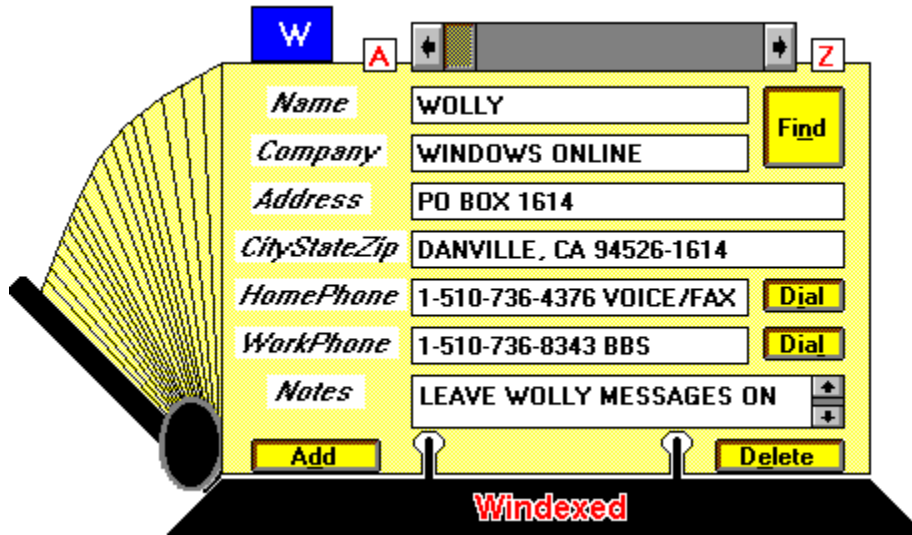 W
A Z
Name WOLLY Find
Company WINDOWS ONLINE
Address PO BOX 1614
CityStateZip DANVILLE, CA 94526-1614
HomePhone 1-510-736-4376 VOICE/FAX Dial
WorkPhone 1-510-736-8343 BBS Dial
Notes LEAVE WOLLY MESSAGES ON
Add Delete
Windexed